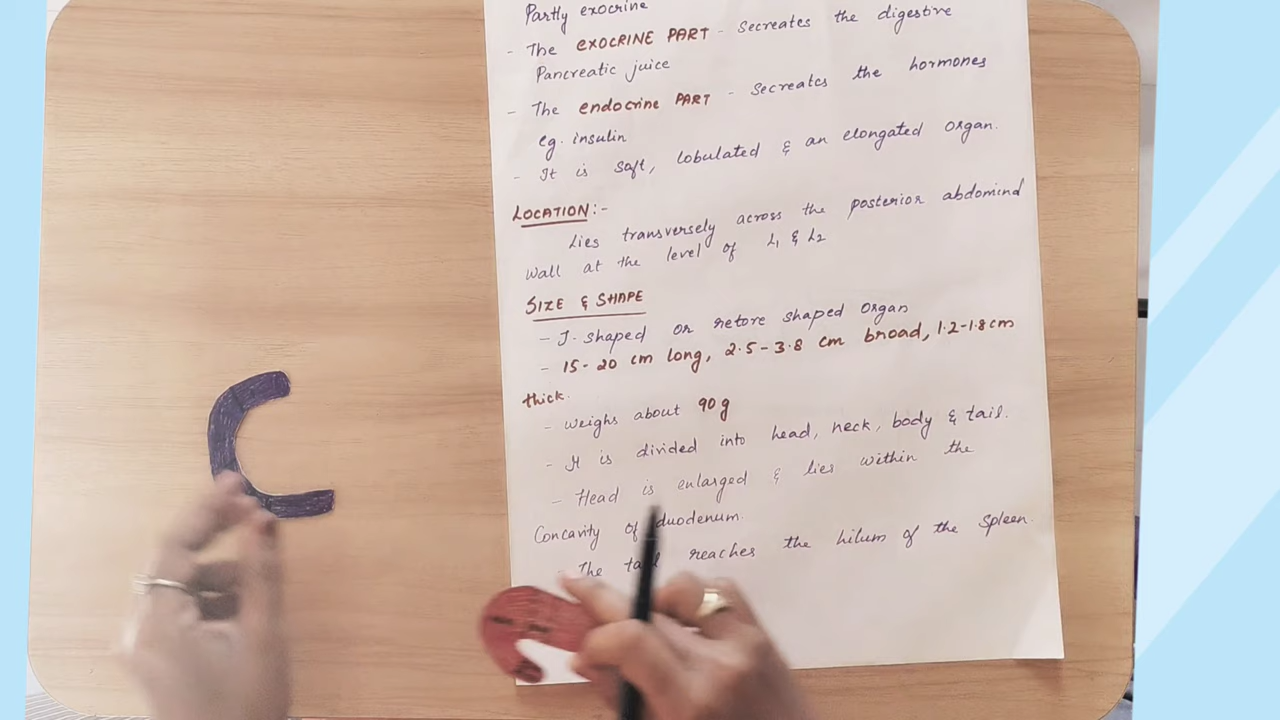 Partly exocrine
- The EXOCRINE PART - Secreates the digestive
Pancreatic juice
- The endocrine PART - Secreates the hormones
eg. insulin
- It is soft, lobulated & an elongated organ.
LOCATION:-
Lies transversely across the posterior abdominal
Wall at the level of L1 & L2
SIZE & SHAPE
- J. shaped or retore shaped organ
- 15-20 cm long, 2.5-3.8 cm broad, 1.2-1.8cm
thick.
- weighs about 90g
- It is divided into head, neck, body & tail.
- Head is enlarged & lies within the
Concavity of duodenum.
- The tail reaches the hilum of the Spleen.